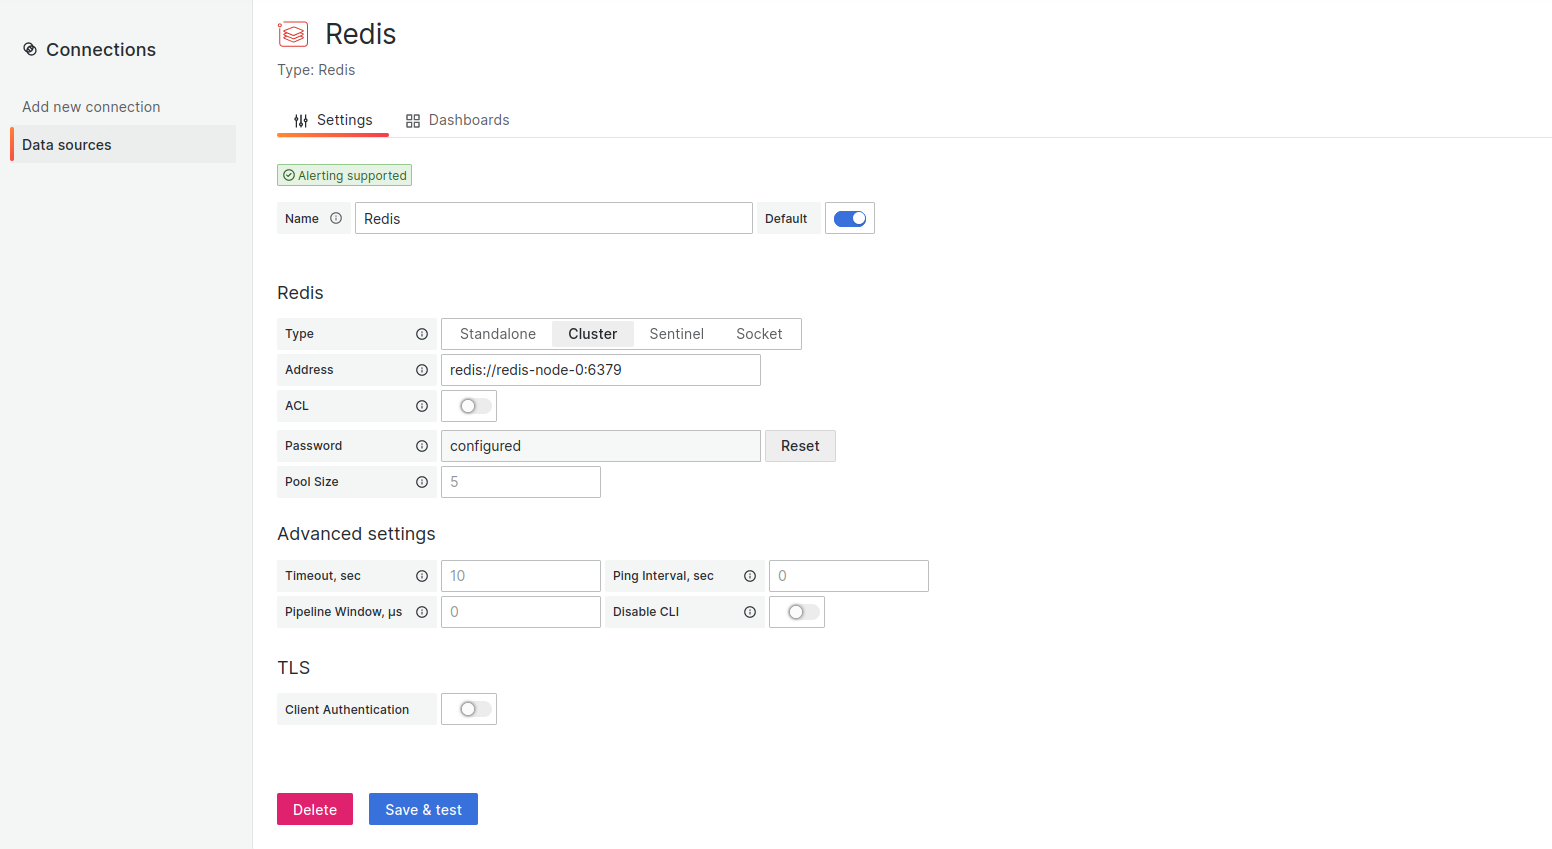 Connections
Add new connection
Data sources
Redis
Type: Redis
Settings Dashboards
Alerting supported
Name Redis Default
Redis
Type Standalone Cluster Sentinel Socket
Address redis://redis-node-0:6379
ACL
Password configured Reset
Pool Size 5
Advanced settings
Timeout, sec 10 Ping Interval, sec 0
Pipeline Window, µs 0 Disable CLI
TLS
Client Authentication
Delete Save & test